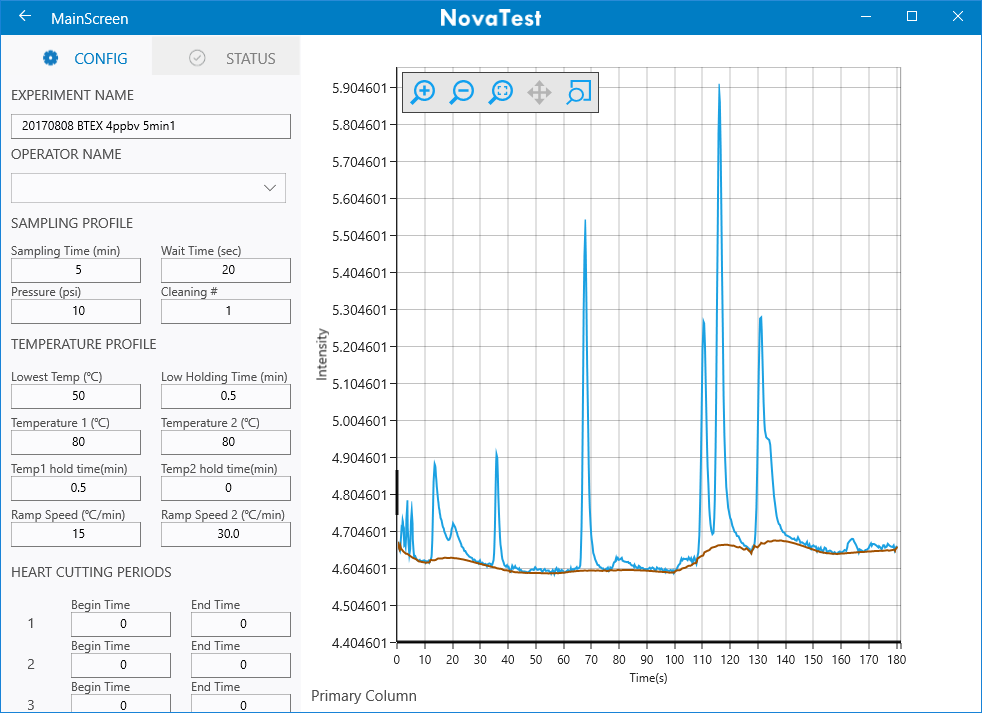 MainScreen
NovaTest
CONFIG
STATUS
EXPERIMENT NAME
20170808 BTEX 4ppbv 5min1
OPERATOR NAME
SAMPLING PROFILE
Sampling Time (min) Wait Time (sec)
5 20
Pressure (psi) Cleaning #
10 1
TEMPERATURE PROFILE
Lowest Temp (℃) Low Holding Time (min)
50 0.5
Temperature 1 (℃) Temperature 2 (℃)
80 80
Temp1 hold time(min) Temp2 hold time(min)
0.5 0
Ramp Speed (℃/min) Ramp Speed 2 (℃/min)
15 30.0
HEART CUTTING PERIODS
Begin Time End Time
1 0 0
Begin Time End Time
2 0 0
Begin Time End Time
3 0 0
5.904601
5.804601
5.704601
5.604601
5.504601
5.404601
5.304601
5.204601
5.104601
5.004601
4.904601
4.804601
4.704601
4.604601
4.504601
4.404601
Intensity
0 10 20 30 40 50 60 70 80 90 100 110 120 130 140 150 160 170 180
Time(s)
Primary Column